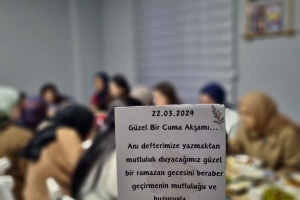 22.03.2024
Güzel Bir Cuma Akşamı...
Anı defterimize yazmaktan
mutluluk duyacağımız güzel
bir ramazan gecesini beraber
geçirmenin mutluluğu ve
huzuruyla